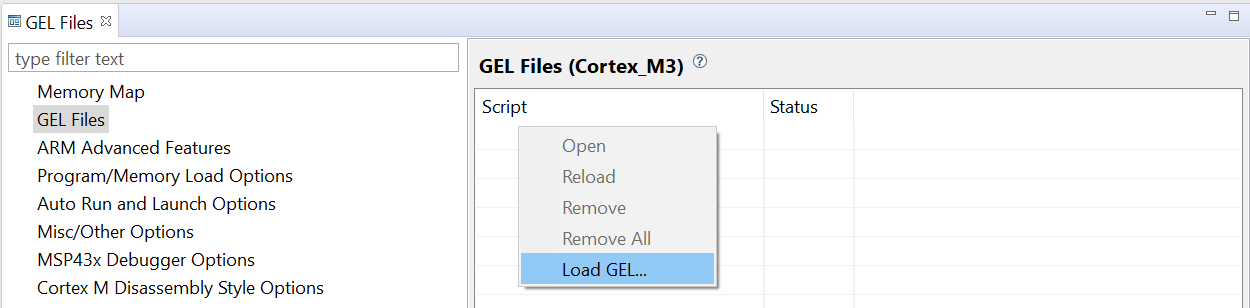 GEL Files
type filter text
Memory Map
GEL Files
ARM Advanced Features
Program/Memory Load Options
Auto Run and Launch Options
Misc/Other Options
MSP43x Debugger Options
Cortex M Disassembly Style Options
GEL Files (Cortex_M3) ?
Script Status
Open
Reload
Remove
Remove All
Load GEL...